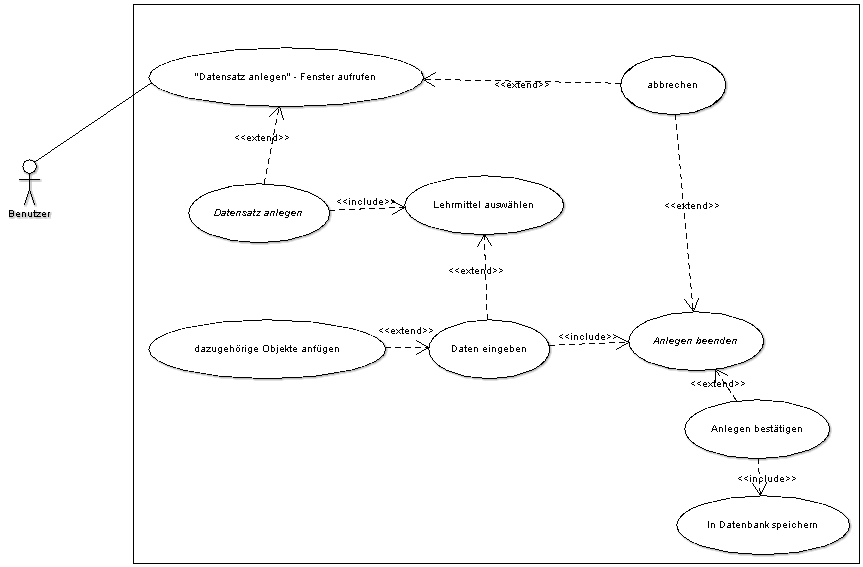 "Datensatz anlegen" - Fenster aufrufen
abbrechen
<<extend>>
<<extend>>
Benutzer
Datensatz anlegen
<<include>>
Lehrmittel auswählen
<<extend>>
<<extend>>
dazugehörige Objekte anfügen
<<extend>>
Daten eingeben
<<include>>
Anlegen beenden
<<extend>>
Anlegen bestätigen
<<include>>
In Datenbank speichern